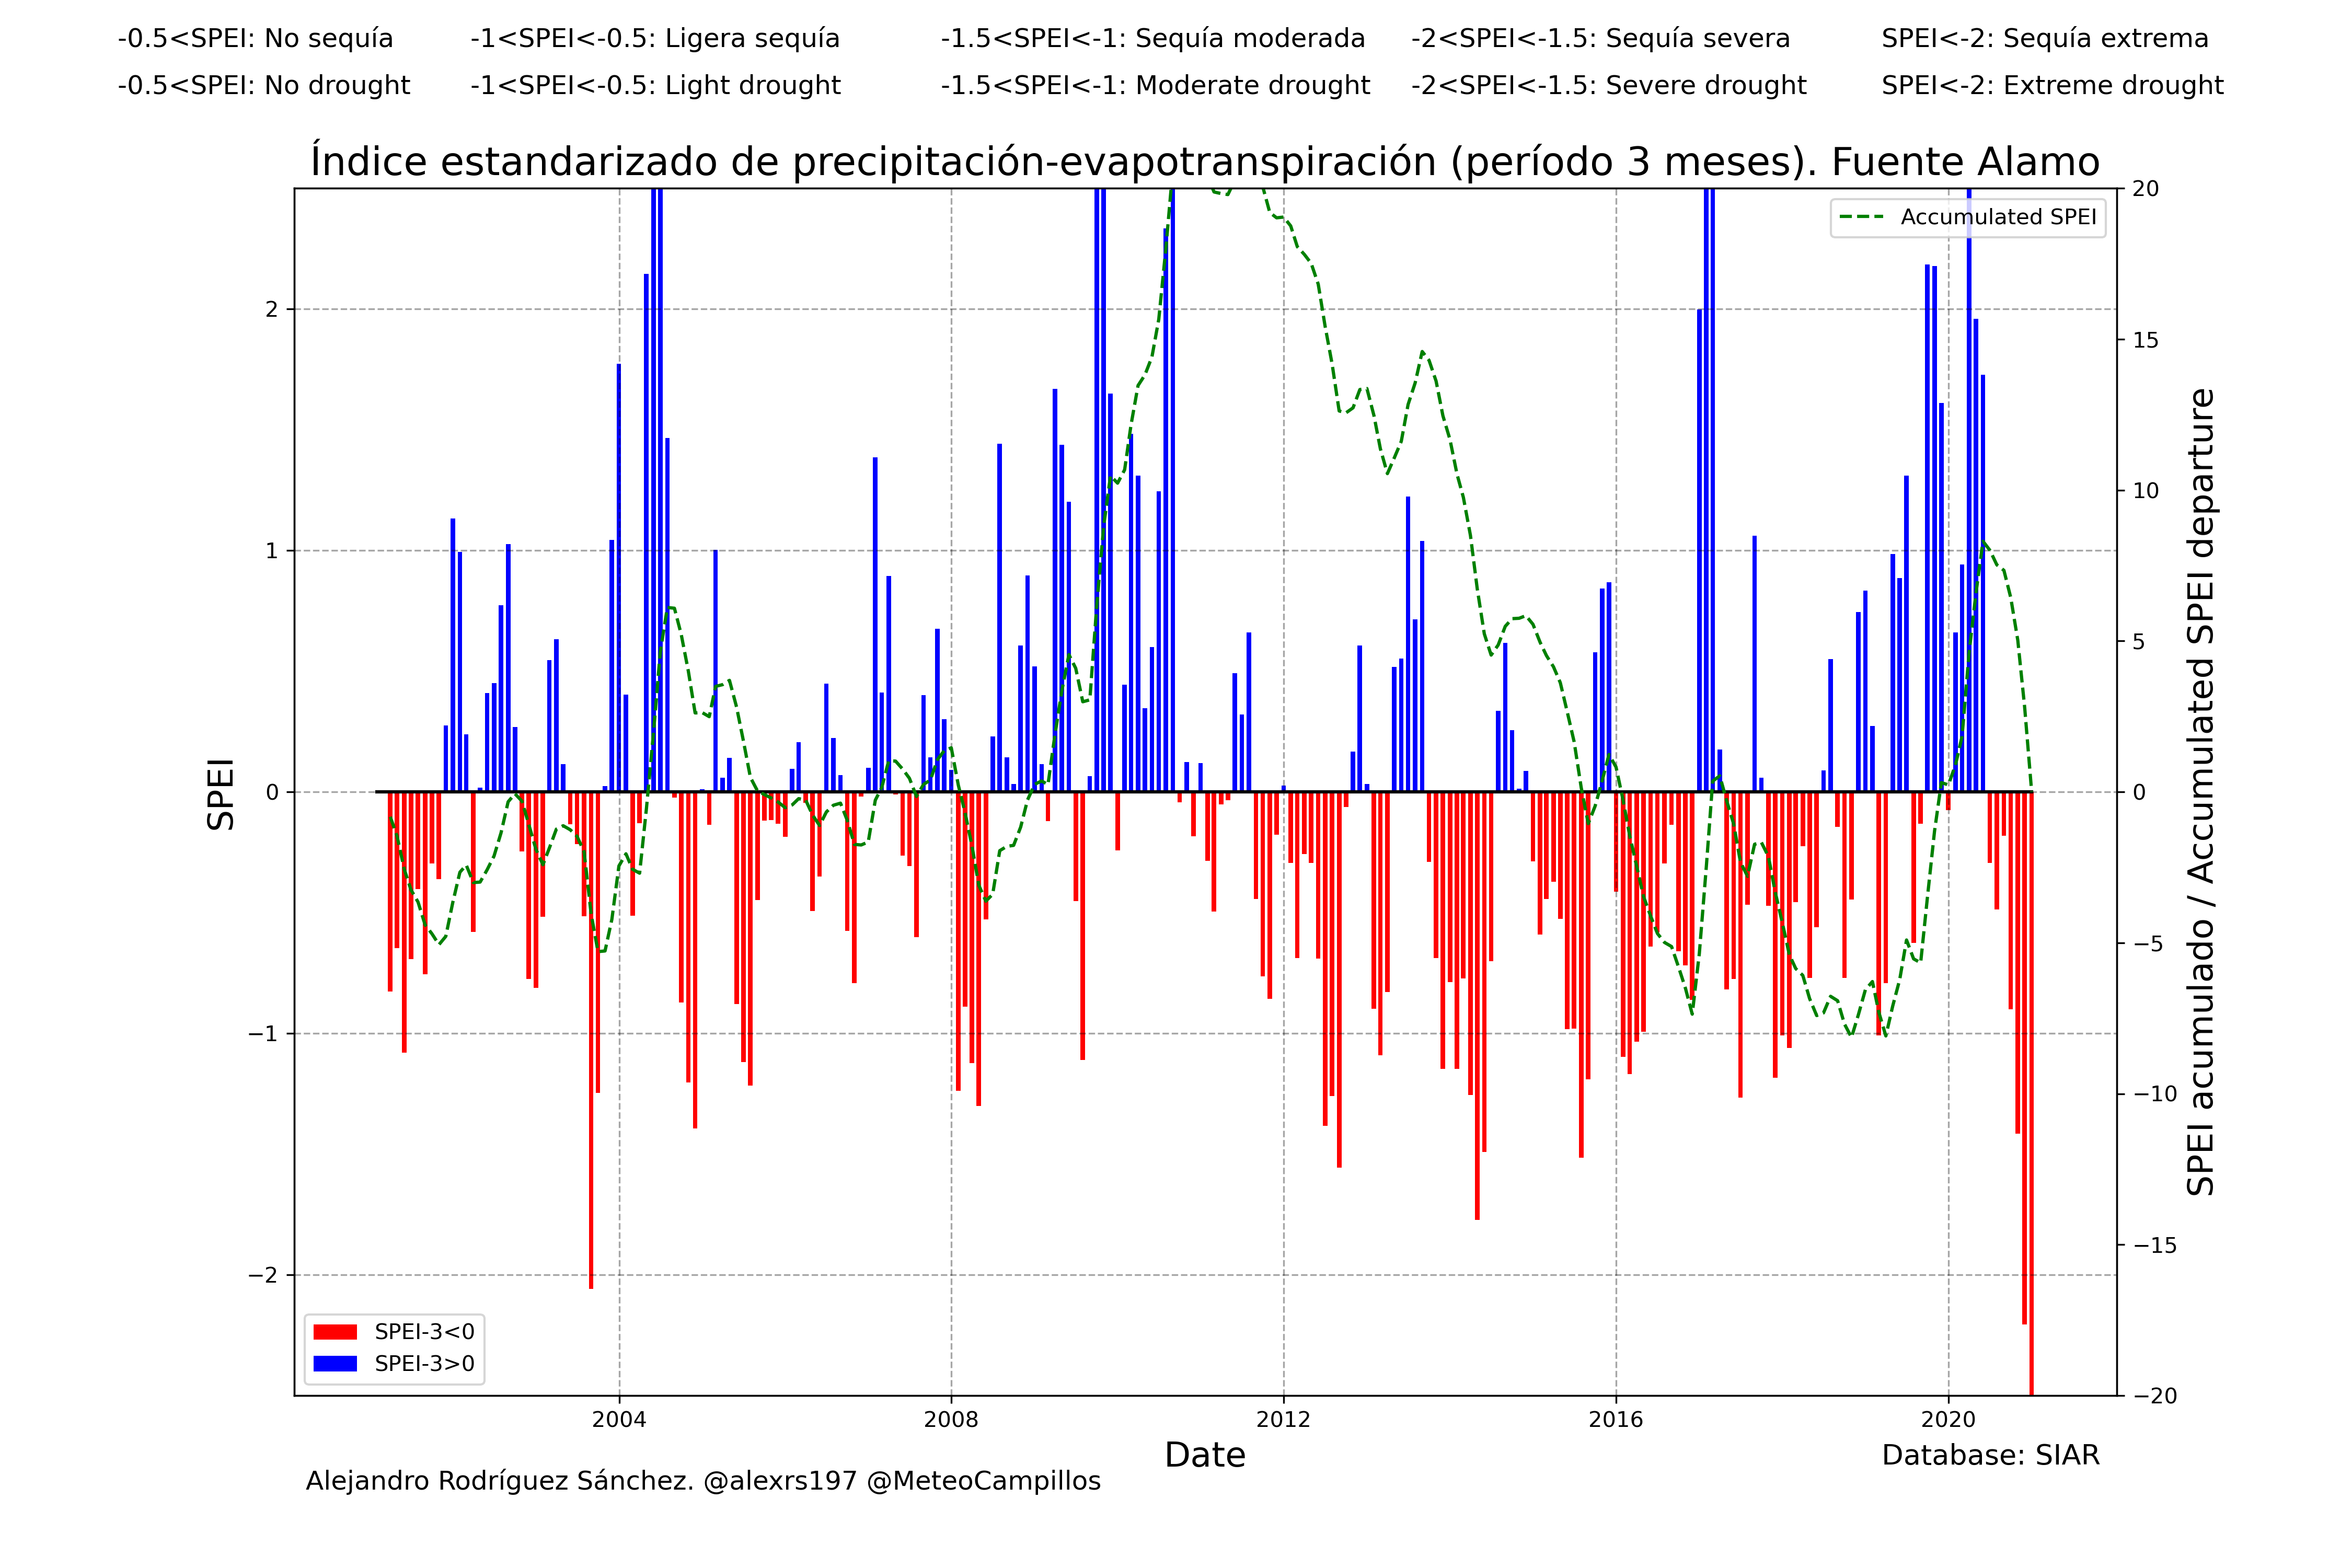 -0.5<SPEI: No sequía -1<SPEI<-0.5: Ligera sequía -1.5<SPEI<-1: Sequía moderada -2<SPEI<-1.5: Sequía severa SPEI<-2: Sequía extrema
-0.5<SPEI: No drought -1<SPEI<-0.5: Light drought -1.5<SPEI<-1: Moderate drought -2<SPEI<-1.5: Severe drought SPEI<-2: Extreme drought
Índice estandarizado de precipitación-evapotranspiración (período 3 meses). Fuente Alamo
Accumulated SPEI
SPEI
2
1
0
−1
−2
20
15
10
5
0
−5
−10
−15
−20
SPEI acumulado / Accumulated SPEI departure
SPEI-3<0
SPEI-3>0
2004 2008 2012 2016 2020
Date
Database: SIAR
Alejandro Rodríguez Sánchez. @alexrs197 @MeteoCampillos